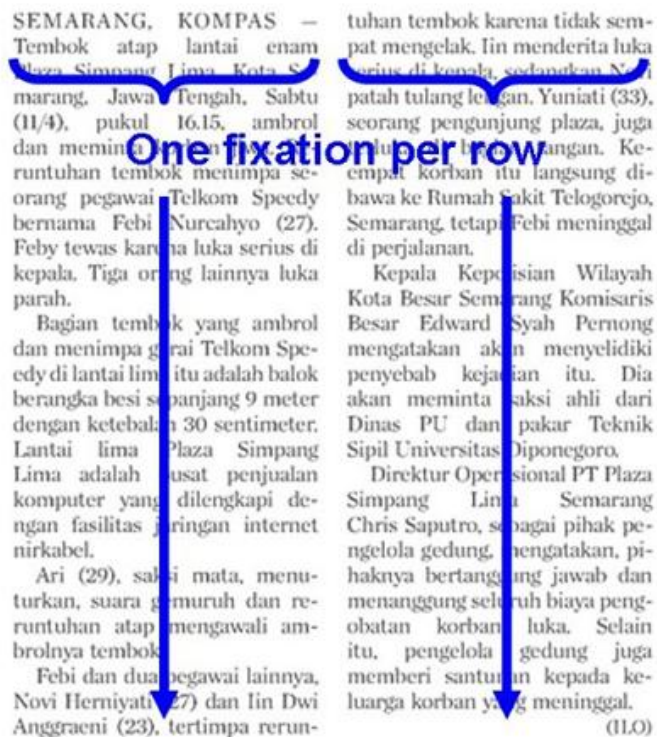 SEMARANG, KOMPAS —
Tembok atap lantai enam
Plaza Simpang Lima, Kota Se-
marang, Jawa Tengah, Sabtu
(11/4), pukul 16.15, ambrol
dan meminta
runtuhan tembok menimpa se-
orang pegawai Telkom Speedy
bernama Febi Nurcahyo (27).
Feby tewas karena luka serius di
kepala. Tiga orang lainnya luka
parah.
Bagian tembok yang ambrol
dan menimpa gerai Telkom Spe-
edy di lantai lima itu adalah balok
berangka besi sepanjang 9 meter
dengan ketebalan 30 sentimeter.
Lantai lima Plaza Simpang
Lima adalah pusat penjualan
komputer yang dilengkapi de-
ngan fasilitas jaringan internet
nirkabel.
Ari (29), saksi mata, menu-
turkan, suara gemuruh dan re-
runtuhan atap mengawali am-
brolnya tembok.
Febi dan dua pegawai lainnya,
Novi Herniyati (27) dan Iin Dwi
Anggraeni (23), tertimpa rerun-
tuhan tembok karena tidak sem-
pat mengelak. Iin menderita luka
serius di kepala, sedangkan Novi
patah tulang lengan. Yuniati (33),
seorang pengunjung plaza, juga
tangan. Ke-
empat korban itu langsung di-
bawa ke Rumah Sakit Telogorejo,
Semarang, tetapi Febi meninggal
di perjalanan.
Kepala Kepolisian Wilayah
Kota Besar Semarang Komisaris
Besar Edward Syah Pernong
mengatakan akan menyelidiki
penyebab kejadian itu. Dia
akan meminta saksi ahli dari
Dinas PU dan pakar Teknik
Sipil Universitas Diponegoro.
Direktur Operasional PT Plaza
Simpang Lima Semarang
Chris Saputro, sebagai pihak pe-
ngelola gedung, mengatakan, pi-
haknya bertanggung jawab dan
menanggung seluruh biaya peng-
obatan korban luka. Selain
itu, pengelola gedung juga
memberi santunan kepada ke-
luarga korban yang meninggal.
(ILO)
One fixation per row